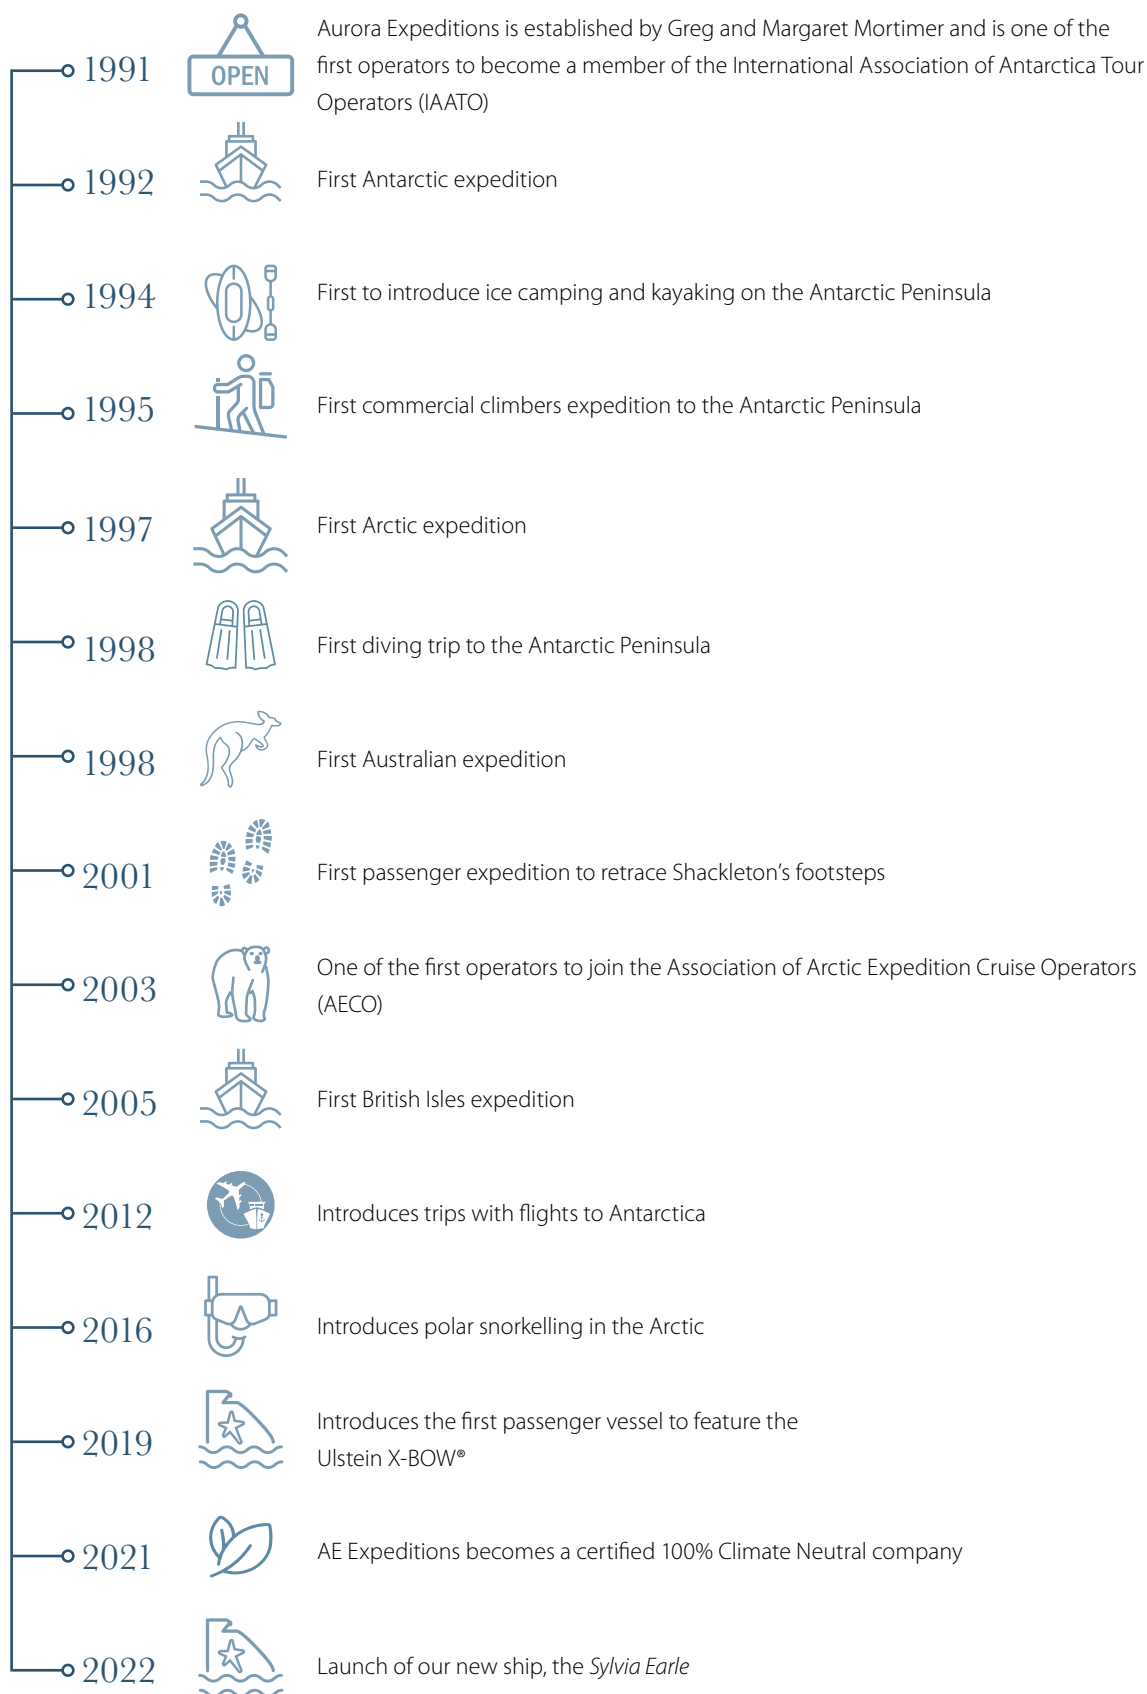 Aurora Expeditions is established by Greg and Margaret Mortimer and is one of the
1991
OPEN
first operators to become a member of the International Association of Antarctica Tour
Operators (IAATO)
1992
First Antarctic expedition
1994
First to introduce ice camping and kayaking on the Antarctic Peninsula
1995
First commercial climbers expedition to the Antarctic Peninsula
1997
First Arctic expedition
1998
First diving trip to the Antarctic Peninsula
1998
First Australian expedition
2001
First passenger expedition to retrace Shackleton’s footsteps
2003
One of the first operators to join the Association of Arctic Expedition Cruise Operators
(AECO)
2005
First British Isles expedition
2012
Introduces trips with flights to Antarctica
2016
Introduces polar snorkelling in the Arctic
2019
Introduces the first passenger vessel to feature the
Ulstein X-BOW®
2021
AE Expeditions becomes a certified 100% Climate Neutral company
2022
Launch of our new ship, the Sylvia Earle